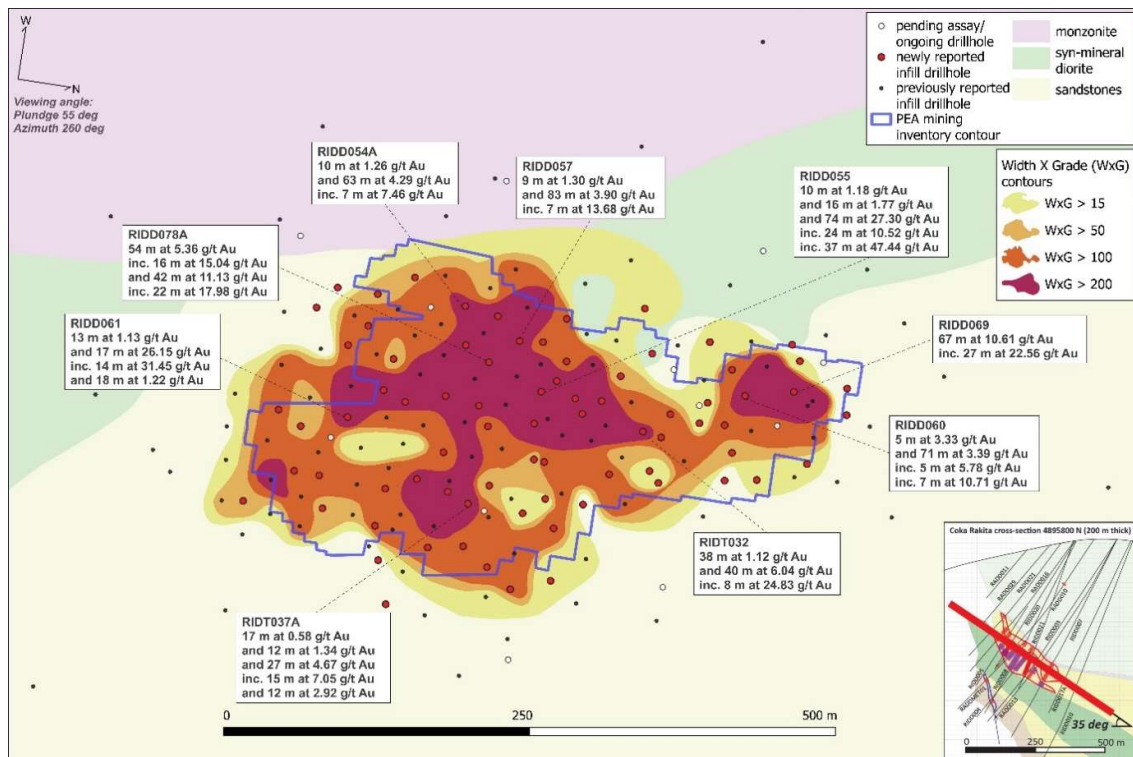 W
N
Viewing angle:
Plundge 55 deg
Azimuth 260 deg
pending assay/
ongoing drillhole
newly reported
infill drillhole
previously reported
infill drillhole
PEA mining
inventory contour
monzonite
syn-mineral
diorite
sandstones
Width X Grade (WxG)
contours
WxG > 15
WxG > 50
WxG > 100
WxG > 200
RIDD054A
10 m at 1.26 g/t Au
and 63 m at 4.29 g/t Au
inc. 7 m at 7.46 g/t Au
RIDD057
9 m at 1.30 g/t Au
and 83 m at 3.90 g/t Au
inc. 7 m at 13.68 g/t Au
RIDD055
10 m at 1.18 g/t Au
and 16 m at 1.77 g/t Au
and 74 m at 27.30 g/t Au
inc. 24 m at 10.52 g/t Au
inc. 37 m at 47.44 g/t Au
RIDD078A
54 m at 5.36 g/t Au
inc. 16 m at 15.04 g/t Au
and 42 m at 11.13 g/t Au
inc. 22 m at 17.98 g/t Au
RIDD061
13 m at 1.13 g/t Au
and 17 m at 26.15 g/t Au
inc. 14 m at 31.45 g/t Au
and 18 m at 1.22 g/t Au
RIDD069
67 m at 10.61 g/t Au
inc. 27 m at 22.56 g/t Au
RIDD060
5 m at 3.33 g/t Au
and 71 m at 3.39 g/t Au
inc. 5 m at 5.78 g/t Au
inc. 7 m at 10.71 g/t Au
RIDT032
38 m at 1.12 g/t Au
and 40 m at 6.04 g/t Au
inc. 8 m at 24.83 g/t Au
RIDT037A
17 m at 0.58 g/t Au
and 12 m at 1.34 g/t Au
and 27 m at 4.67 g/t Au
inc. 15 m at 7.05 g/t Au
and 12 m at 2.92 g/t Au
0
250
500 m
Coka Rakita cross-section 4895800 N (200 m thick)
35 deg
0
250
500 m